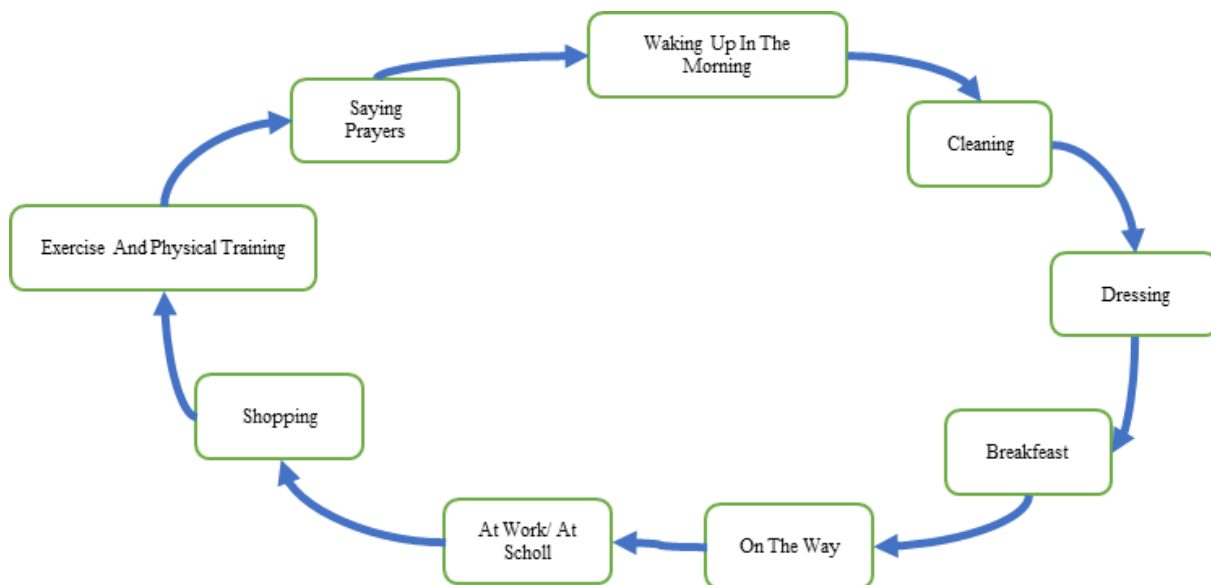 Waking Up In The
Morning
Cleaning
Dressing
Breakfeast
On The Way
At Work/ At
Scholl
Shopping
Exercise And Physical Training
Saying
Prayers